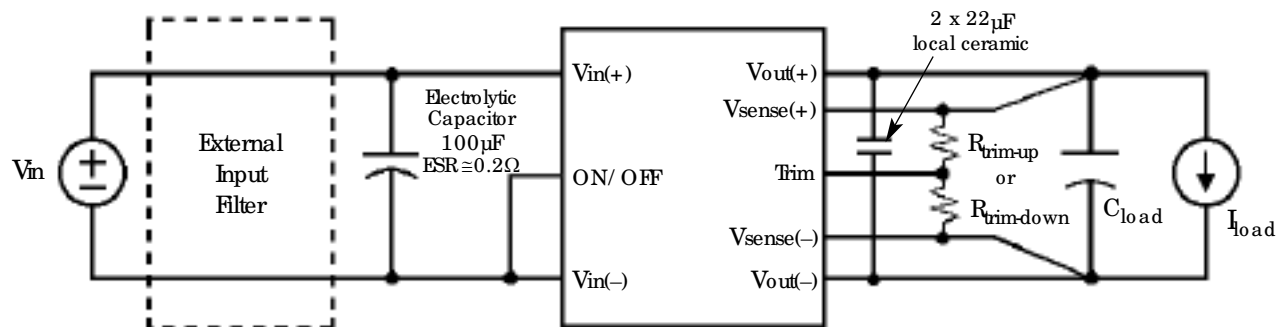 2 x 22µF
local ceramic
Vin(+)
Vout(+)
Electrolytic
Capacitor
100µF
ESR≅0.2Ω
Vsense(+)
External
Input
Filter
Vin
ON/OFF
Trim
Rtrim-up
or
Rtrim-down
Cload
Iload
Vsense(–)
Vin(–)
Vout(–)